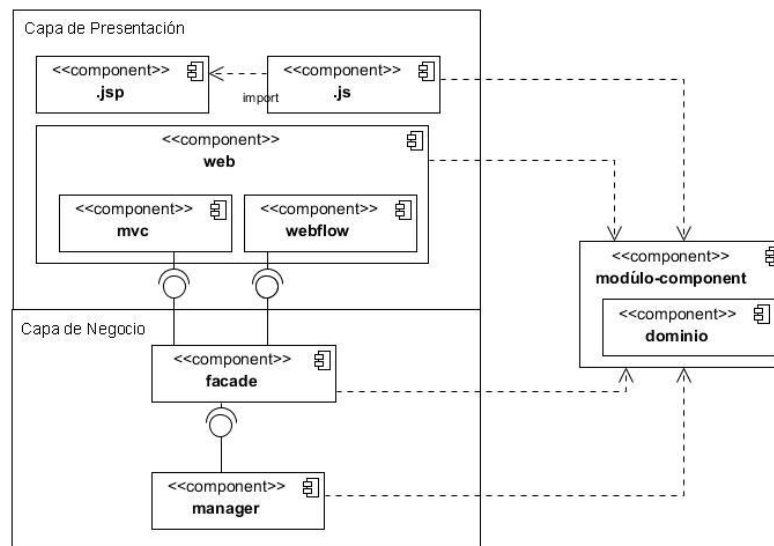 Capa de Presentación
<<component>>
.jsp
import
<<component>>
.js
<<component>>
web
<<component>>
mvc
<<component>>
webflow
<<component>>
modúlo-component
<<component>>
dominio
Capa de Negocio
<<component>>
facade
<<component>>
manager